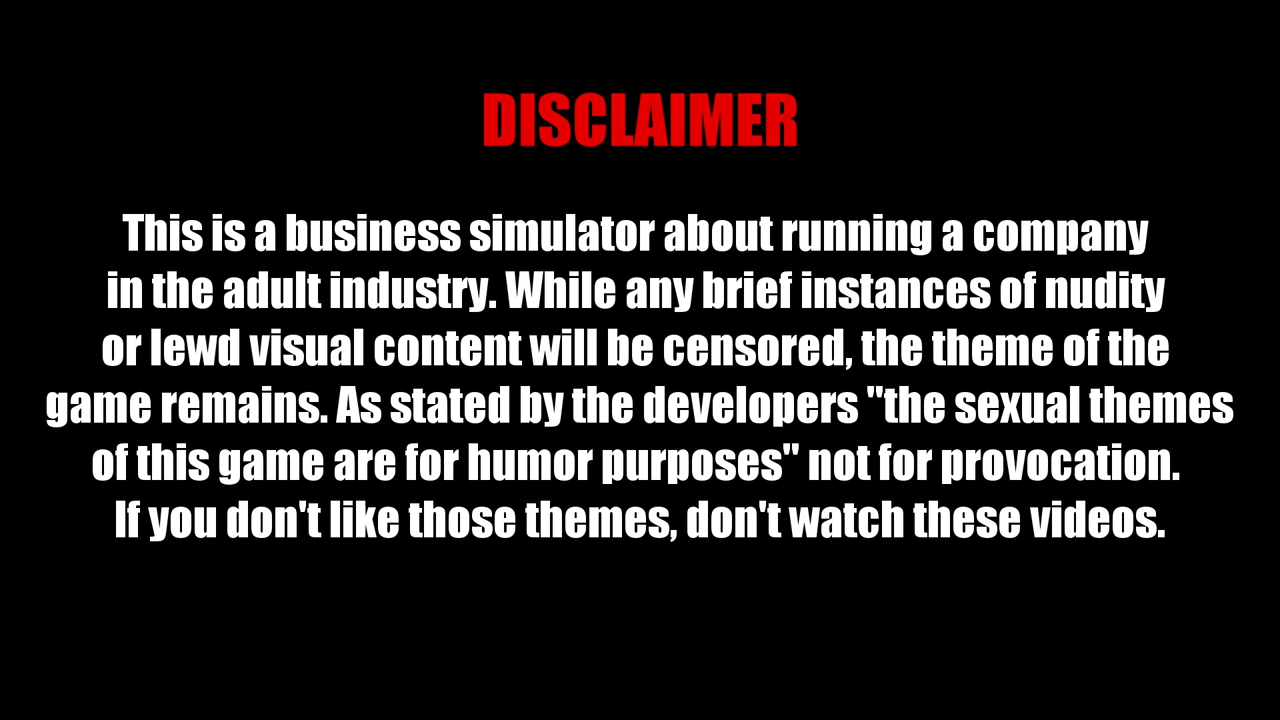 DISCLAIMER
This is a business simulator about running a company
in the adult industry. While any brief instances of nudity
or lewd visual content will be censored, the theme of the
game remains. As stated by the developers "the sexual themes
of this game are for humor purposes" not for provocation.
If you don't like those themes, don't watch these videos.